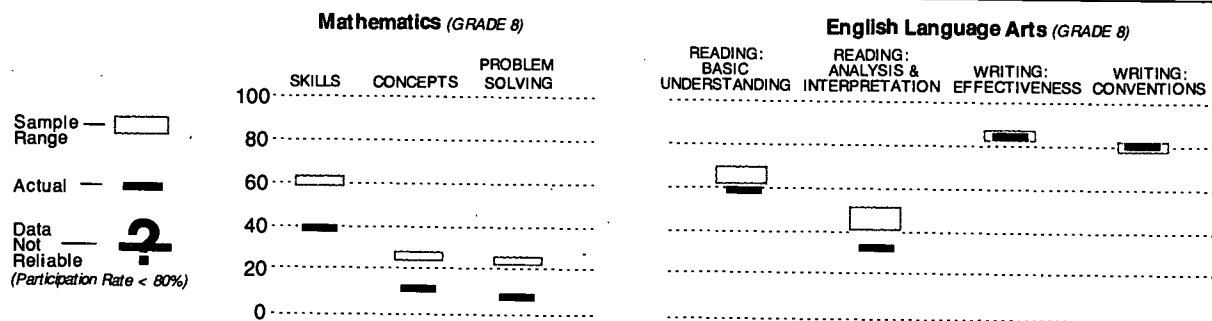 Mathematics (GRADE 8)
SKILLS CONCEPTS PROBLEM SOLVING
100
80
60
40
20
0
Sample Range
Actual
Data Not Reliable
(Participation Rate < 80%)
?
English Language Arts (GRADE 8)
READING: BASIC UNDERSTANDING
READING: ANALYSIS & INTERPRETATION
WRITING: EFFECTIVENESS
WRITING: CONVENTIONS